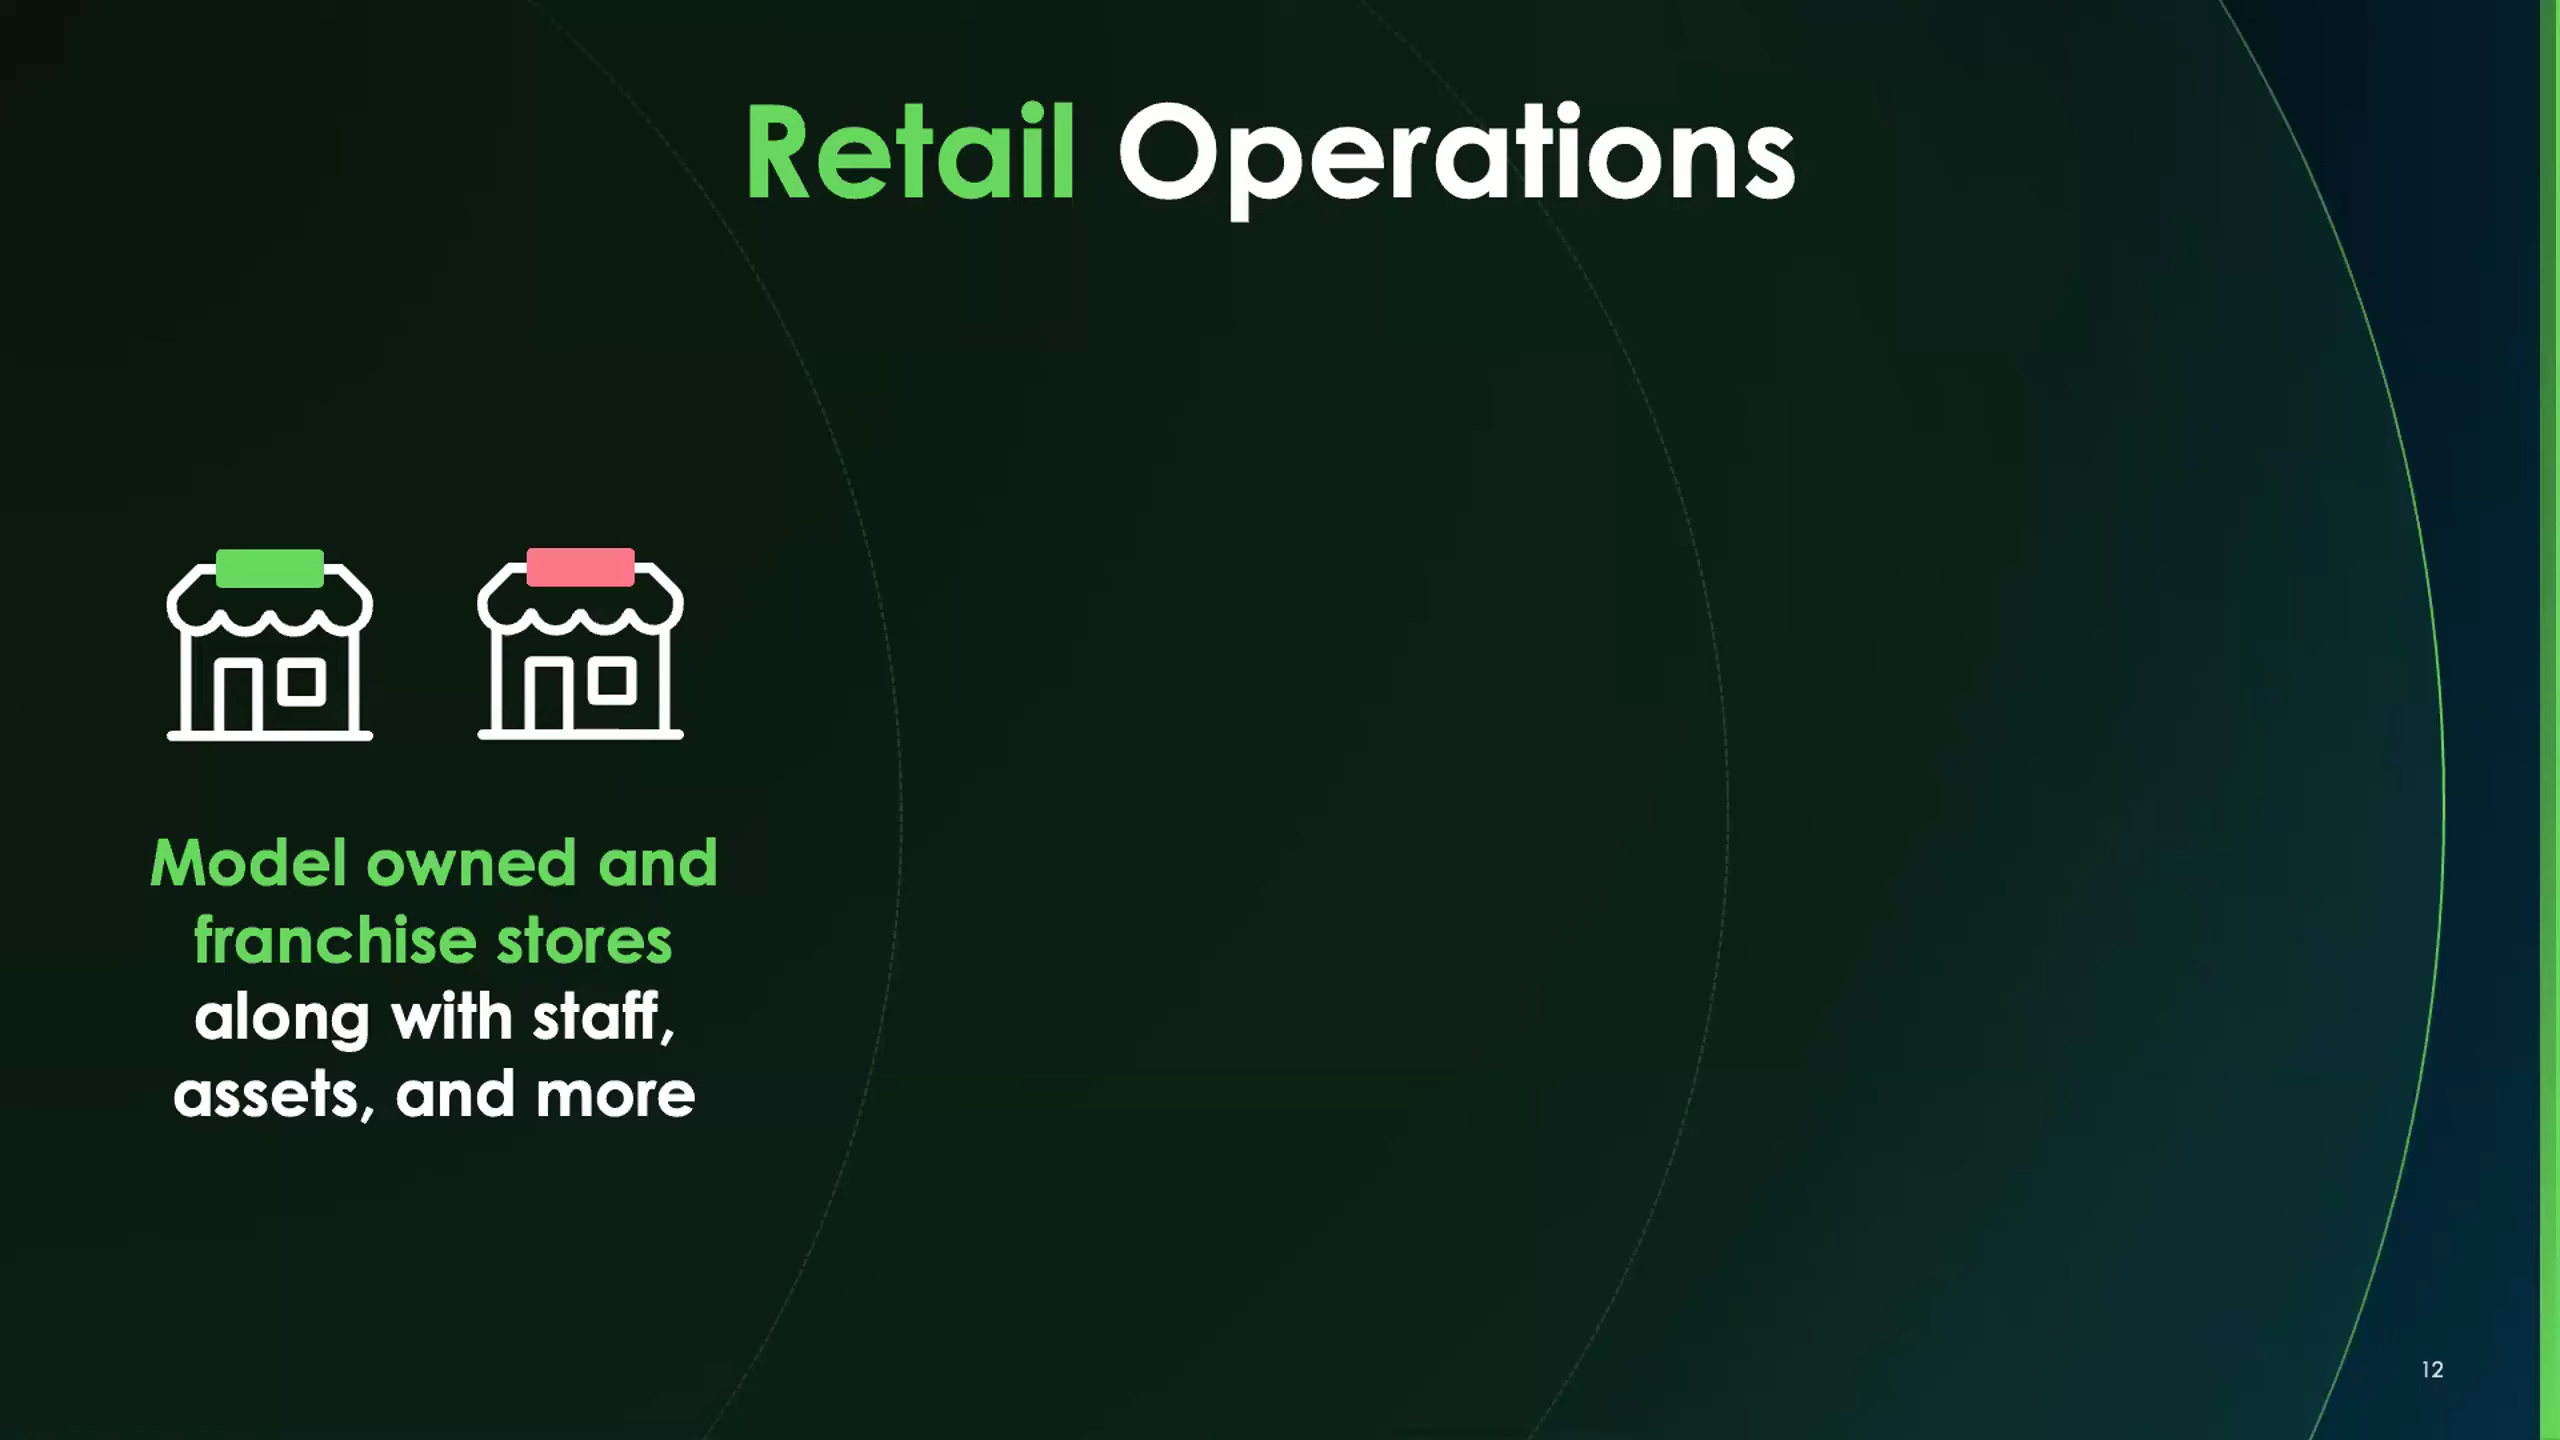 Retail Operations
Model owned and
franchise stores
along with staff,
assets, and more
12